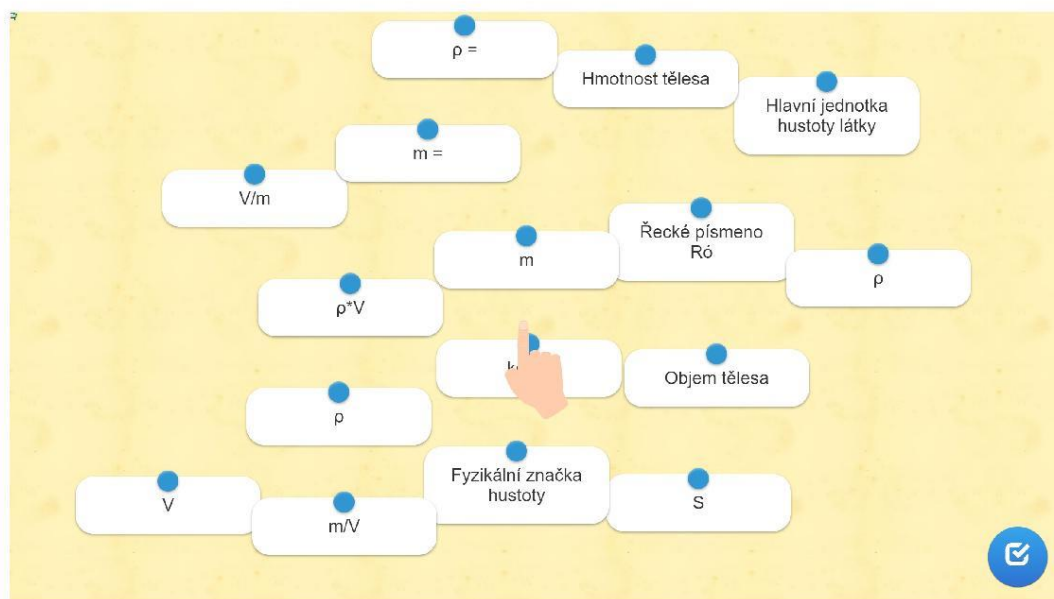 ρ =
Hmotnost tělesa
Hlavní jednotka
hustoty látky
m =
V/m
Řecké písmeno
Ró
m
ρ
ρ*V
Objem tělesa
ρ
Fyzikální značka
hustoty
V
m/V
S